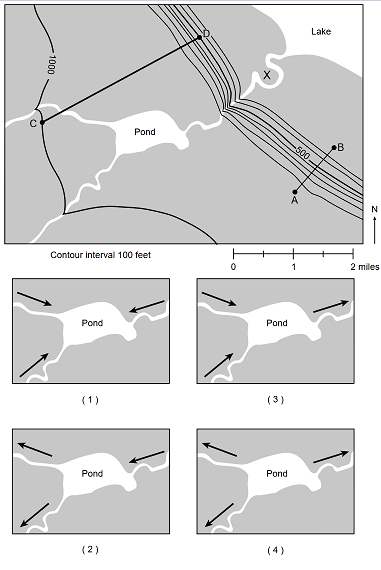 D
Lake
1000
X
C
Pond
B
500
A
N
Contour interval 100 feet
0 1 2 miles
Pond
Pond
( 1 )
( 3 )
Pond
Pond
( 2 )
( 4 )